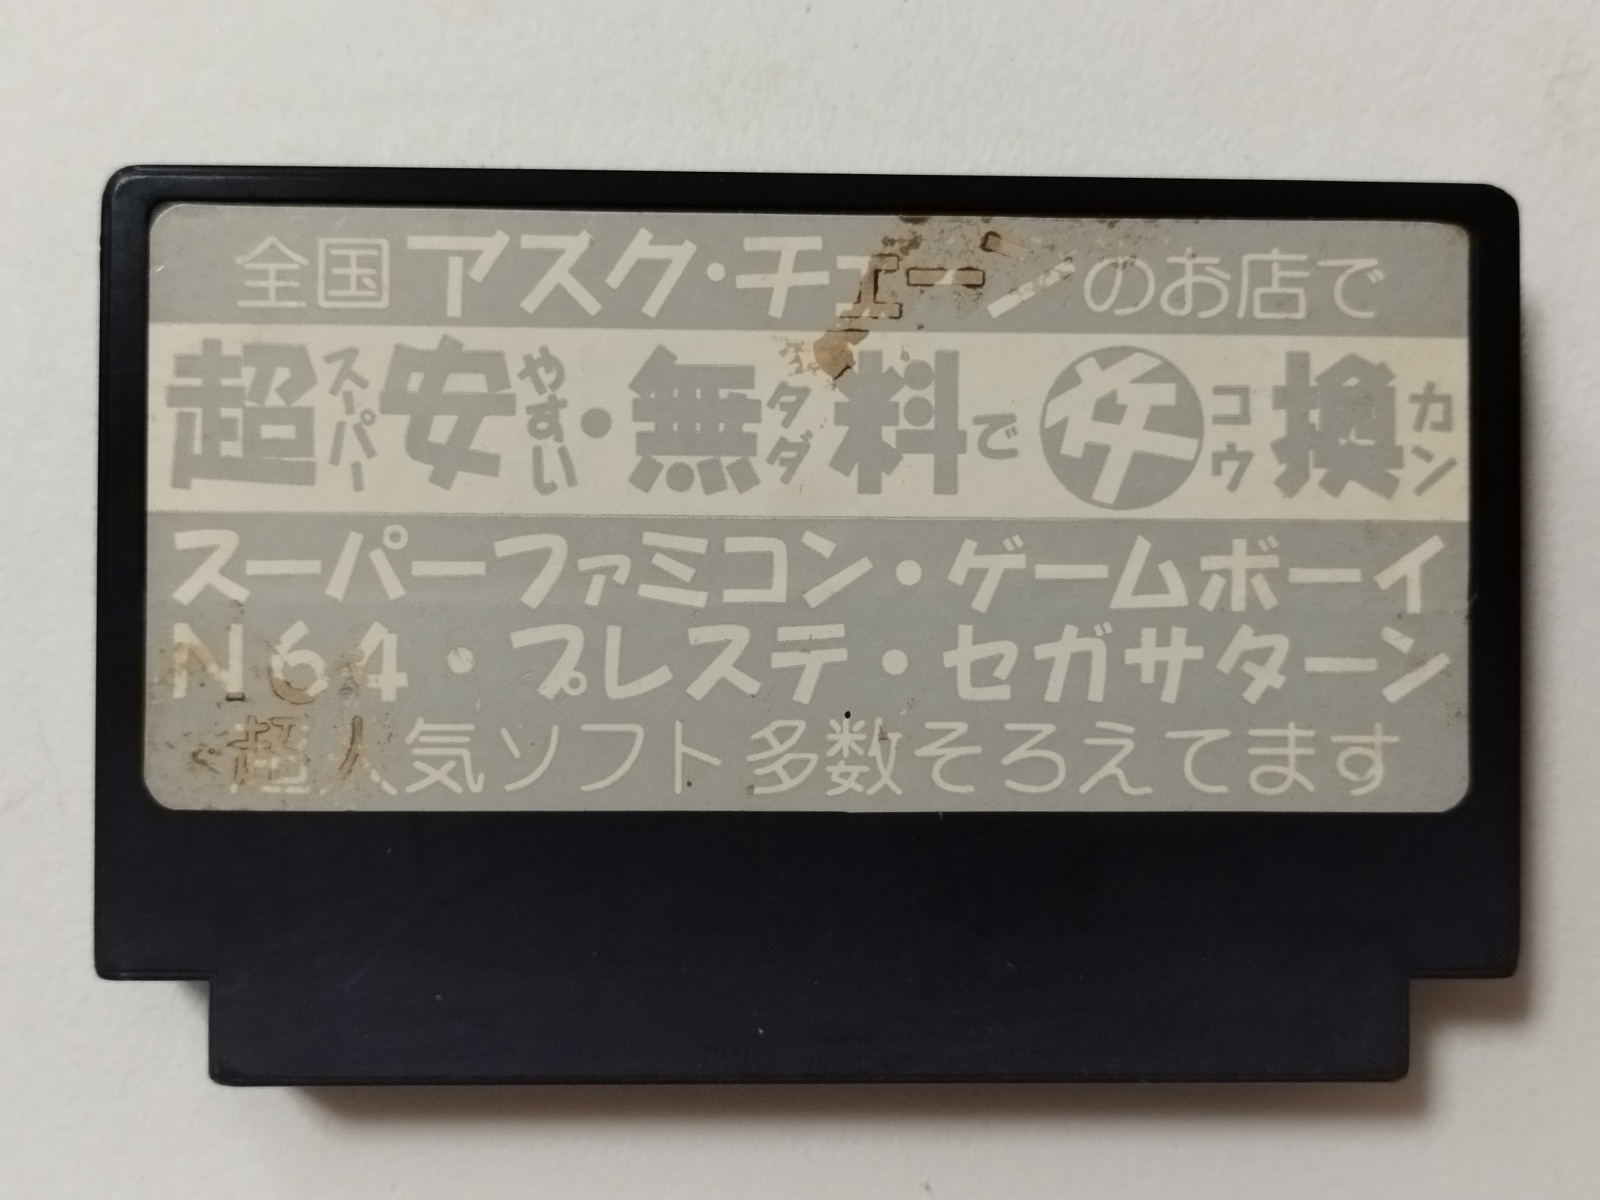 全国アスク・チェーンのお店で
超スーパー安やすい・無タダ料で交コウ換カン
スーパーファミコン・ゲームボーイ
N64・プレステ・セガサターン
超人気ソフト多数そろえてます